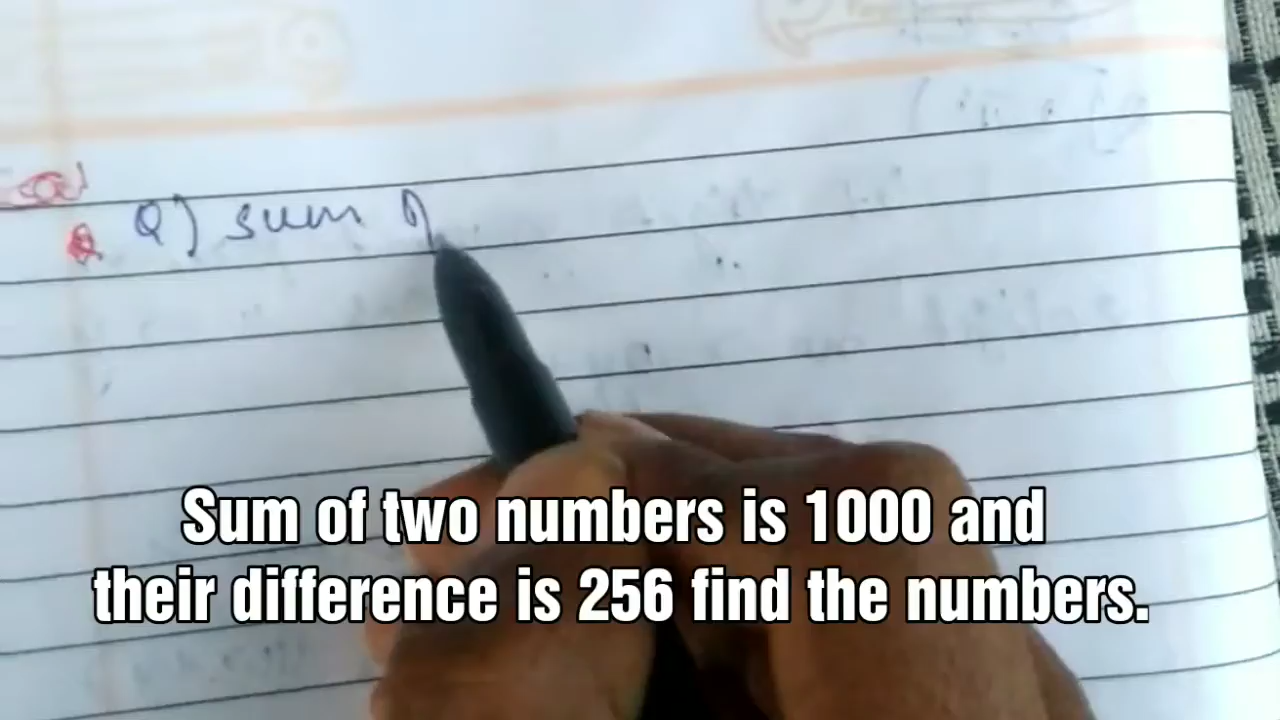 Q) sum
Sum of two numbers is 1000 and
their difference is 256 find the numbers.